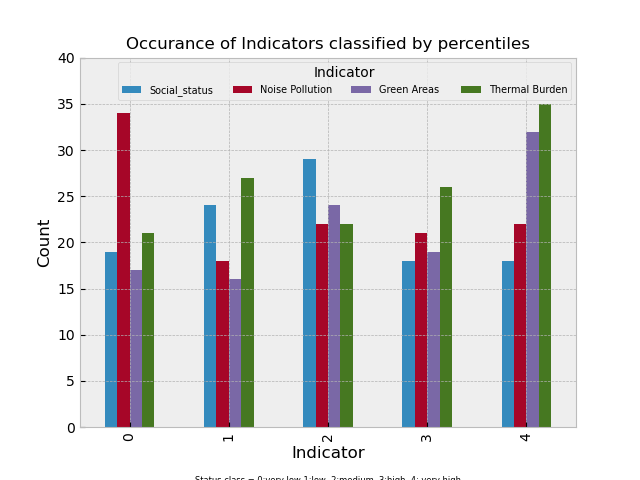 Occurance of Indicators classified by percentiles
Indicator
Social_status Noise Pollution Green Areas Thermal Burden
40
35
30
25
20
15
10
5
0
Count
0 1 2 3 4
Indicator
Status class = 0:very low 1:low, 2:medium, 3:high, 4: very high